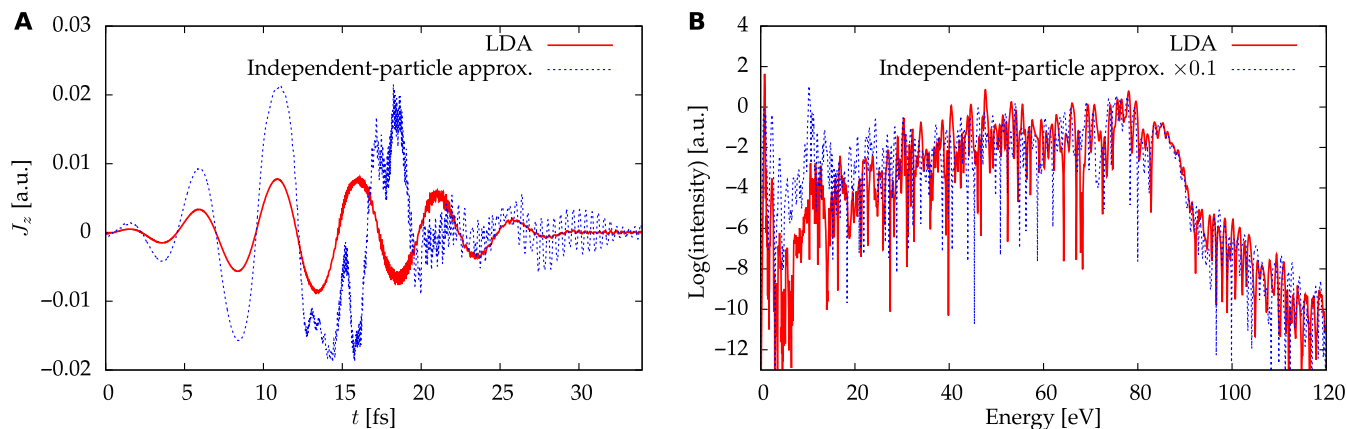 A
0.03
0.02
0.01
0
−0.01
−0.02
J_z [a.u.]
LDA
Independent-particle approx.
0 5 10 15 20 25 30
t [fs]
B
4
2
0
−2
−4
−6
−8
−10
−12
Log(intensity) [a.u.]
LDA
Independent-particle approx. ×0.1
0 20 40 60 80 100 120
Energy [eV]